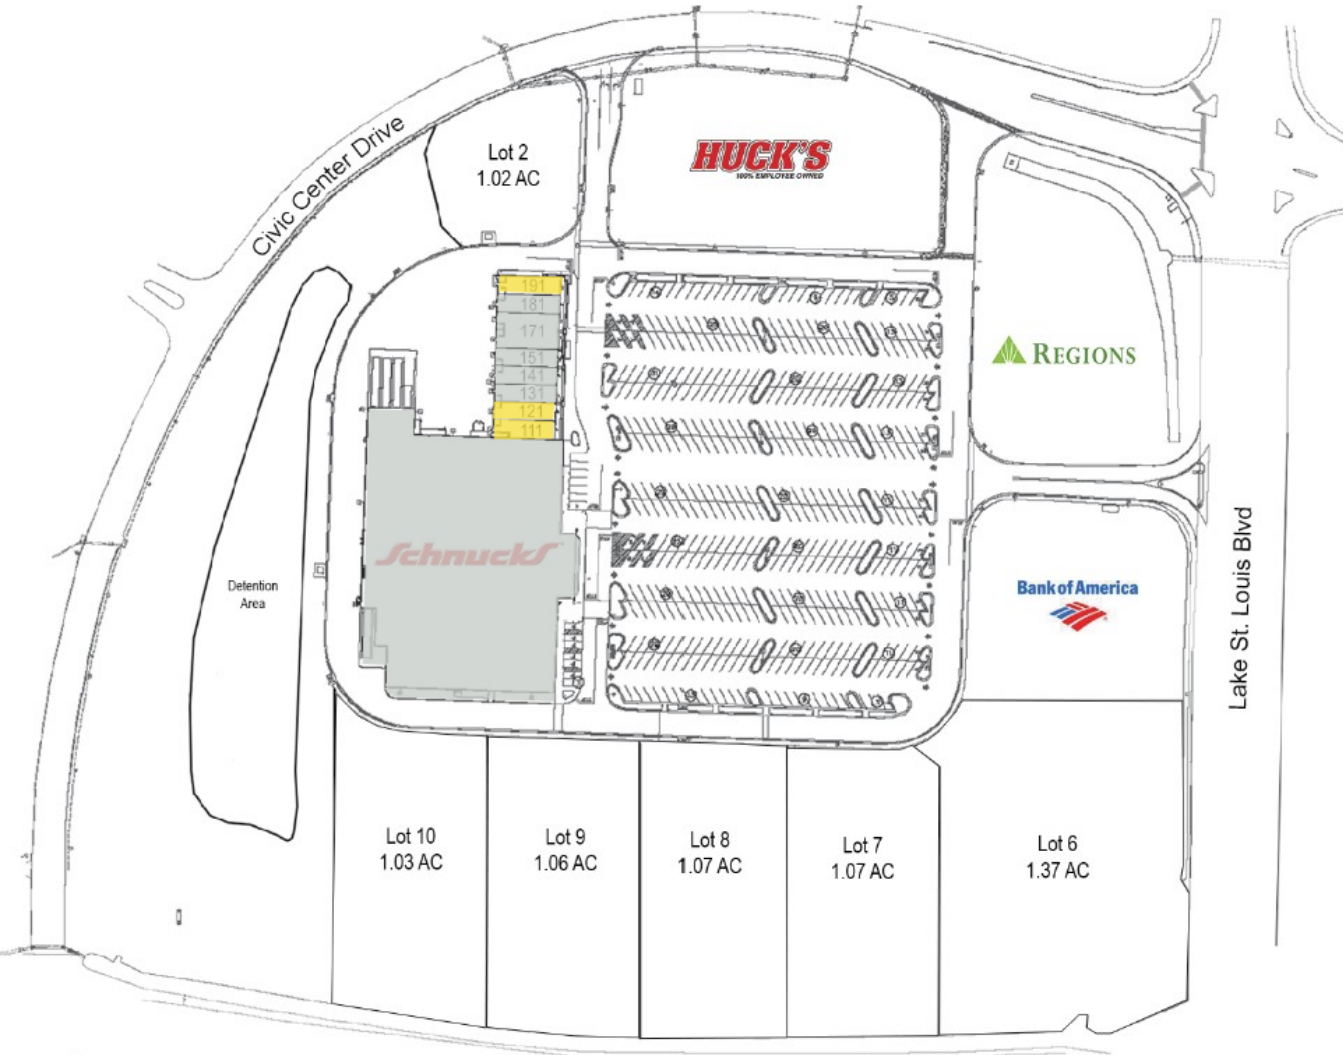 Civic Center Drive
Lot 2
1.02 AC
HUCK'S
100% EMPLOYEE OWNED
191
181
171
151
141
131
121
111
REGIONS
Schnucks
Detention
Area
Bank of America
Lake St. Louis Blvd
Lot 10
1.03 AC
Lot 9
1.06 AC
Lot 8
1.07 AC
Lot 7
1.07 AC
Lot 6
1.37 AC